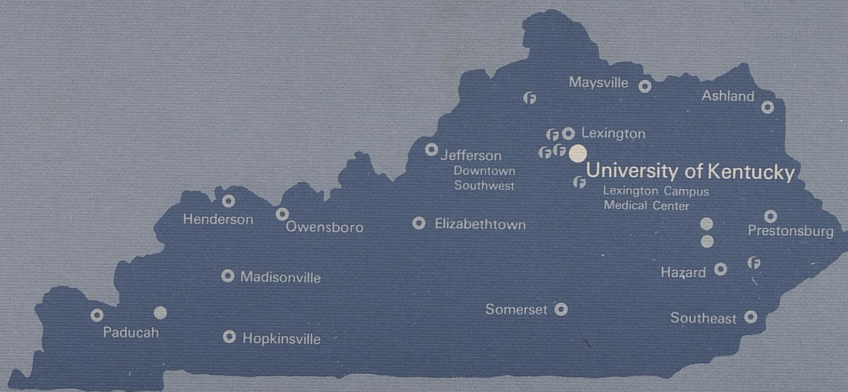 Maysville
Ashland
Lexington
Jefferson
Downtown
Southwest
University of Kentucky
Lexington Campus
Medical Center
Henderson
Owensboro
Elizabethtown
Prestonsburg
Madisonville
Hazard
Somerset
Southeast
Paducah
Hopkinsville
F
F
F
F
F
F